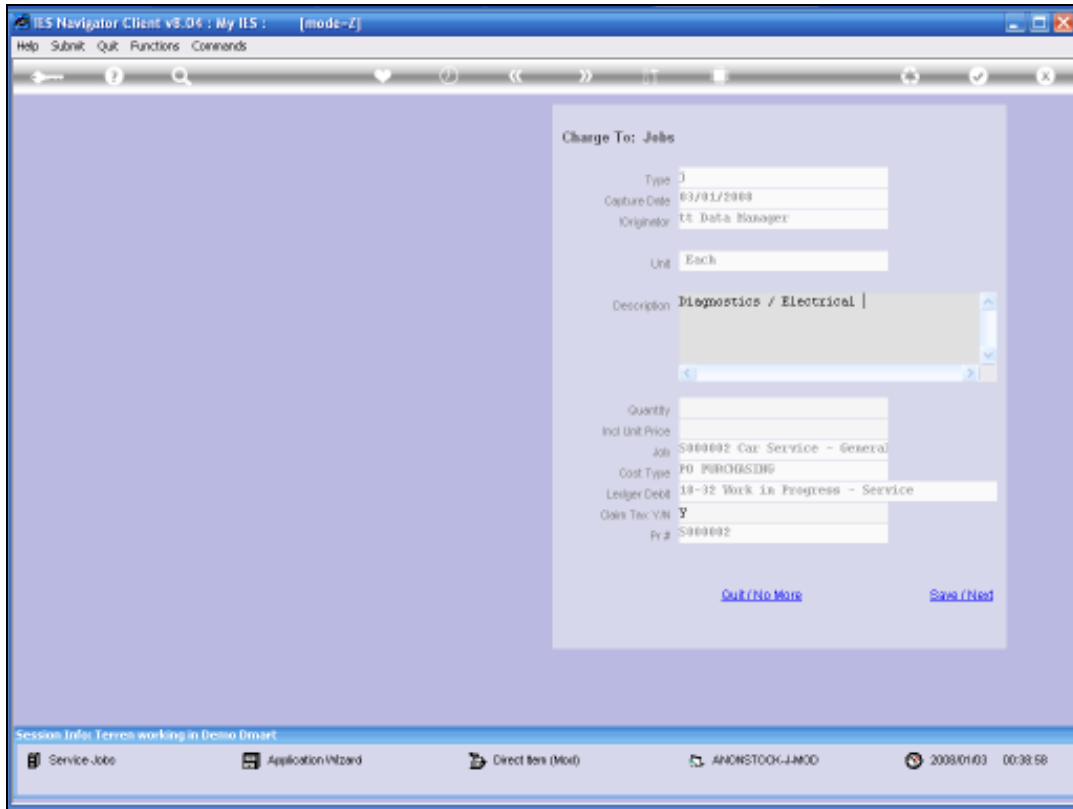 IES Navigator Client v8.04 : My IES : [mode-Z]
Help Submit Quit Functions Commands
Charge To: Jobs
Type J
Capture Date 03/01/2008
!Originator tt Data Manager
Unit Each
Description Diagnostics / Electrical
Quantity
Incl Unit Price
Job S000002 Car Service - General
Cost Type PO PURCHASING
Ledger Debit 18-32 Work in Progress - Service
Claim Tax Y/N Y
Pr # S000002
Quit / No More Save / Next
Session Info: Terren working in Demo Dmart
Service Jobs Application Wizard Direct Item (Mod) ANONSTOCK-J-MOD 2008/01/03 00:38:58